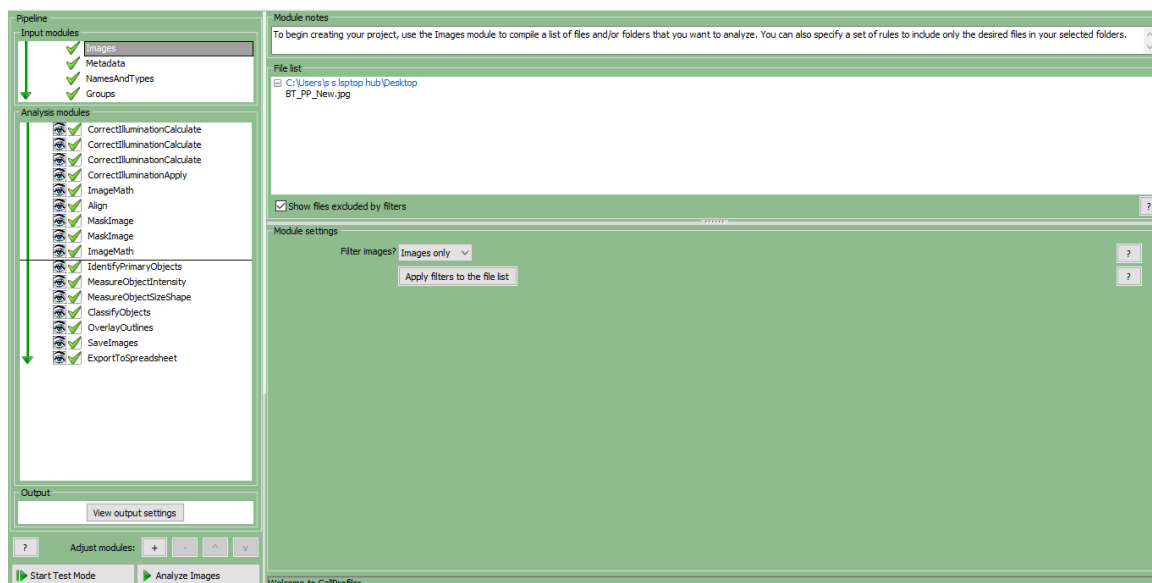 Pipeline
Input modules
Images
Metadata
NamesAndTypes
Groups
Analysis modules
CorrectIlluminationCalculate
CorrectIlluminationCalculate
CorrectIlluminationCalculate
CorrectIlluminationApply
ImageMath
Align
MaskImage
MaskImage
ImageMath
IdentifyPrimaryObjects
MeasureObjectIntensity
MeasureObjectSizeShape
ClassifyObjects
OverlayOutlines
SaveImages
ExportToSpreadsheet
Output
View output settings
? Adjust modules: + - ^ v
Start Test Mode Analyze Images
Module notes
To begin creating your project, use the Images module to compile a list of files and/or folders that you want to analyze. You can also specify a set of rules to include only the desired files in your selected folders.
File list
C:\Users\s s lsptop hub\Desktop
BT_PP_New.jpg
Show files excluded by filters ?
Module settings
Filter images? Images only ?
Apply filters to the file list ?
Welcome to CellProfiler